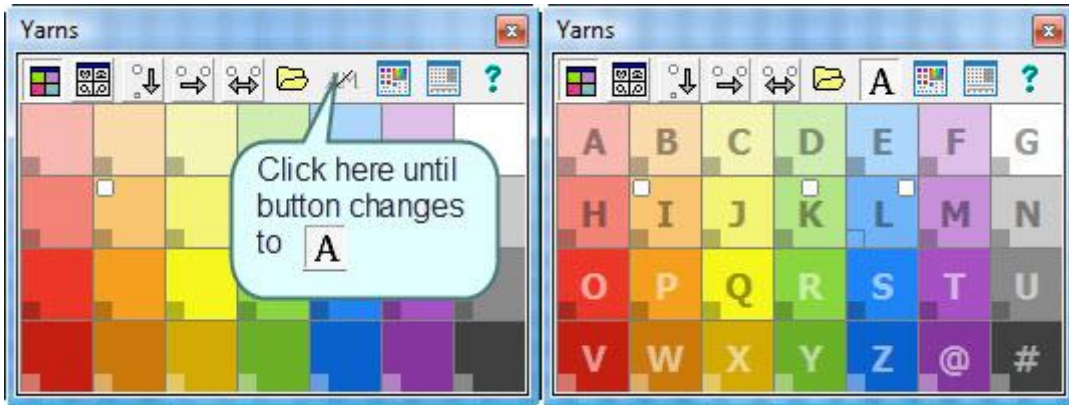 Yarns
?
Click here until
button changes
to A
Yarns
A ?
A B C D E F G
H I J K L M N
O P Q R S T U
V W X Y Z @ #